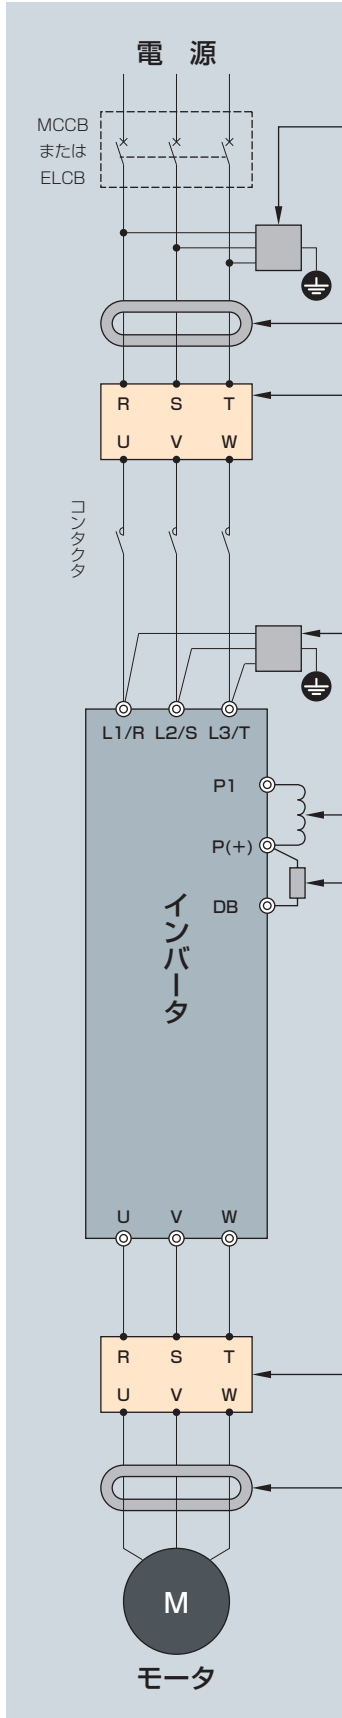 電 源
MCCB
または
ELCB
R S T
U V W
コンタクタ
L1/R L2/S L3/T
P1
P(+)
DB
インバータ
U V W
R S T
U V W
M
モータ